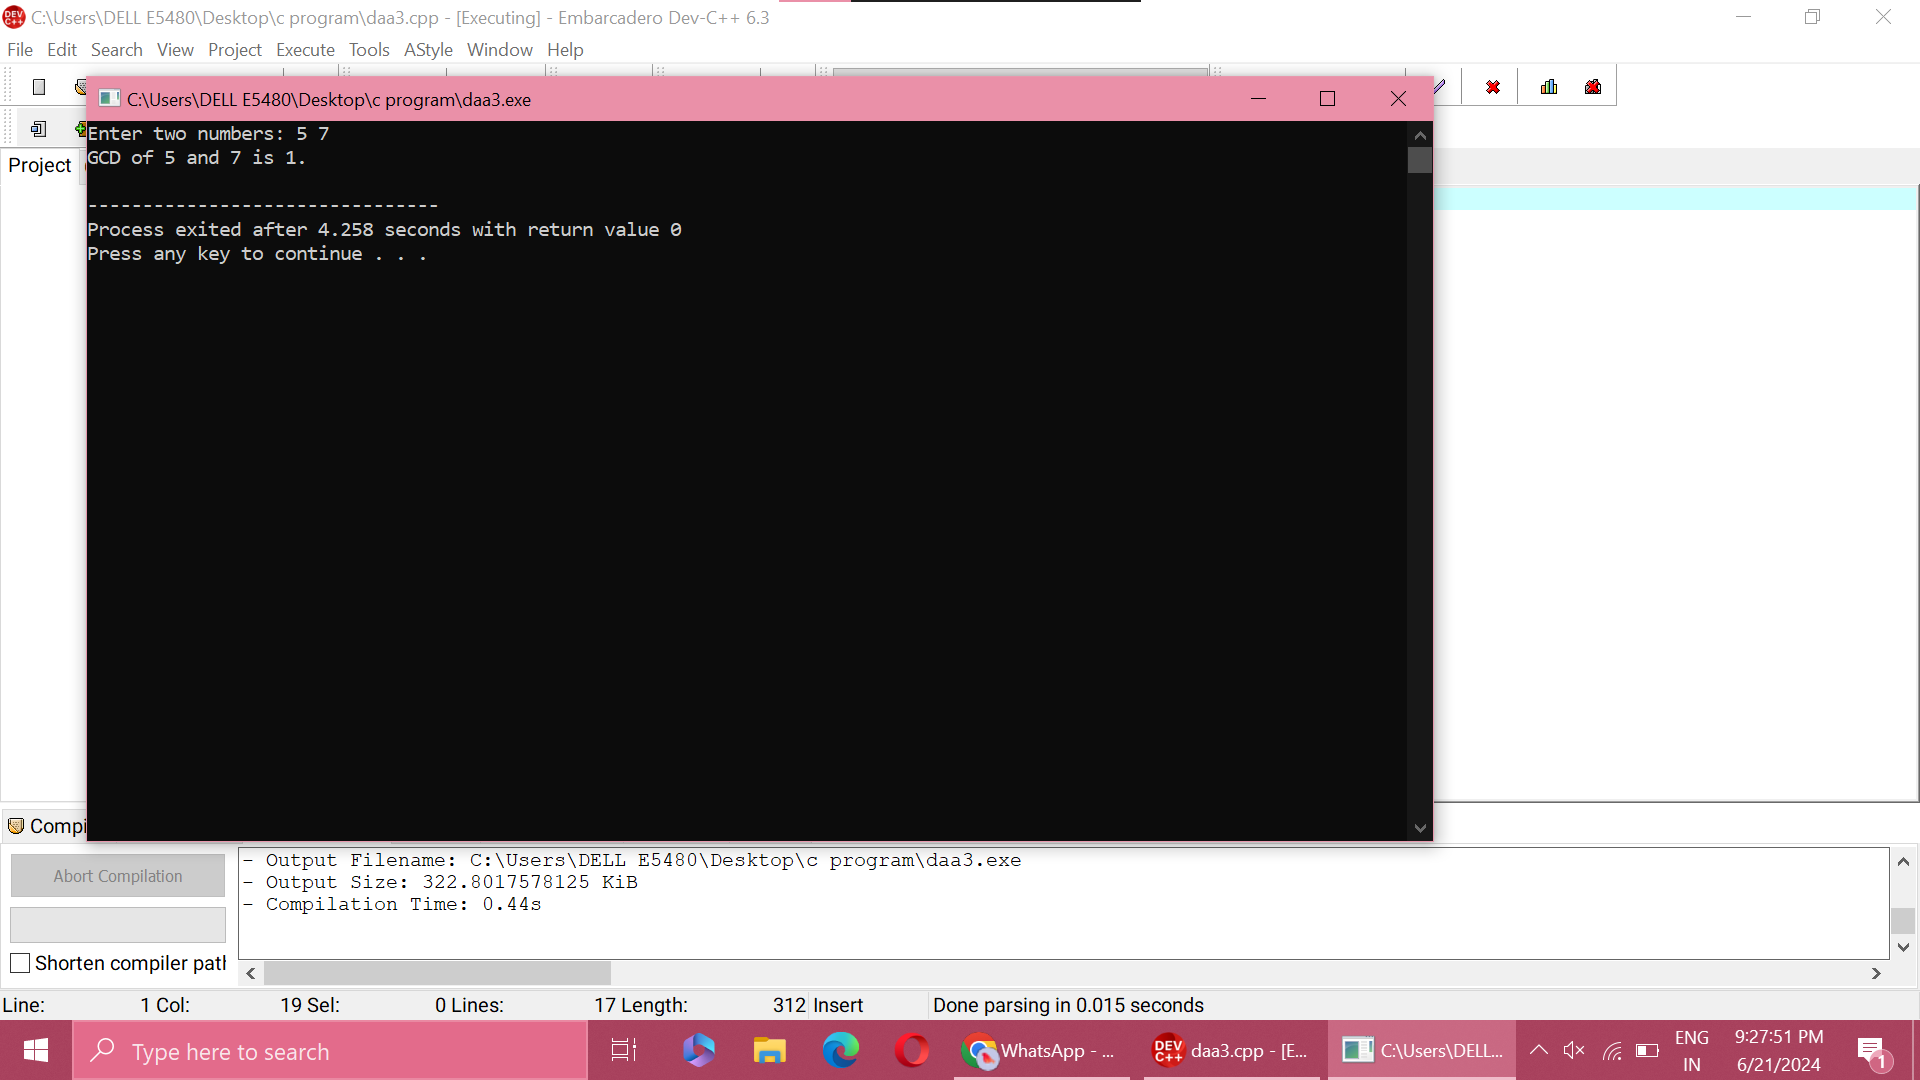 C:\Users\DELL E5480\Desktop\c program\daa3.cpp - [Executing] - Embarcadero Dev-C++ 6.3
File Edit Search View Project Execute Tools AStyle Window Help
C:\Users\DELL E5480\Desktop\c program\daa3.exe
Enter two numbers: 5 7
GCD of 5 and 7 is 1.
--------------------------------
Process exited after 4.258 seconds with return value 0
Press any key to continue . . .
Project
Compi
Abort Compilation
Shorten compiler path
- Output Filename: C:\Users\DELL E5480\Desktop\c program\daa3.exe
- Output Size: 322.8017578125 KiB
- Compilation Time: 0.44s
Line: 1 Col: 19 Sel: 0 Lines: 17 Length: 312 Insert Done parsing in 0.015 seconds
Type here to search
WhatsApp - ...
DEV C++
daa3.cpp - [E...
C:\Users\DELL...
ENG
IN
9:27:51 PM
6/21/2024
1